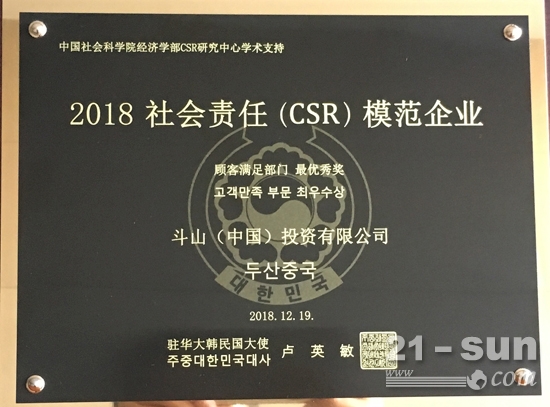 中国社会科学院经济学部CSR研究中心学术支持
2018 社会责任 (CSR) 模范企业
顾客满足部门 最优秀奖
고객만족 부문 최우수상
斗山（中国）投资有限公司
두산중국
대한민국
2018.12.19.
驻华大韩民国大使
주중대한민국대사
卢英敏
21-sun
www
com